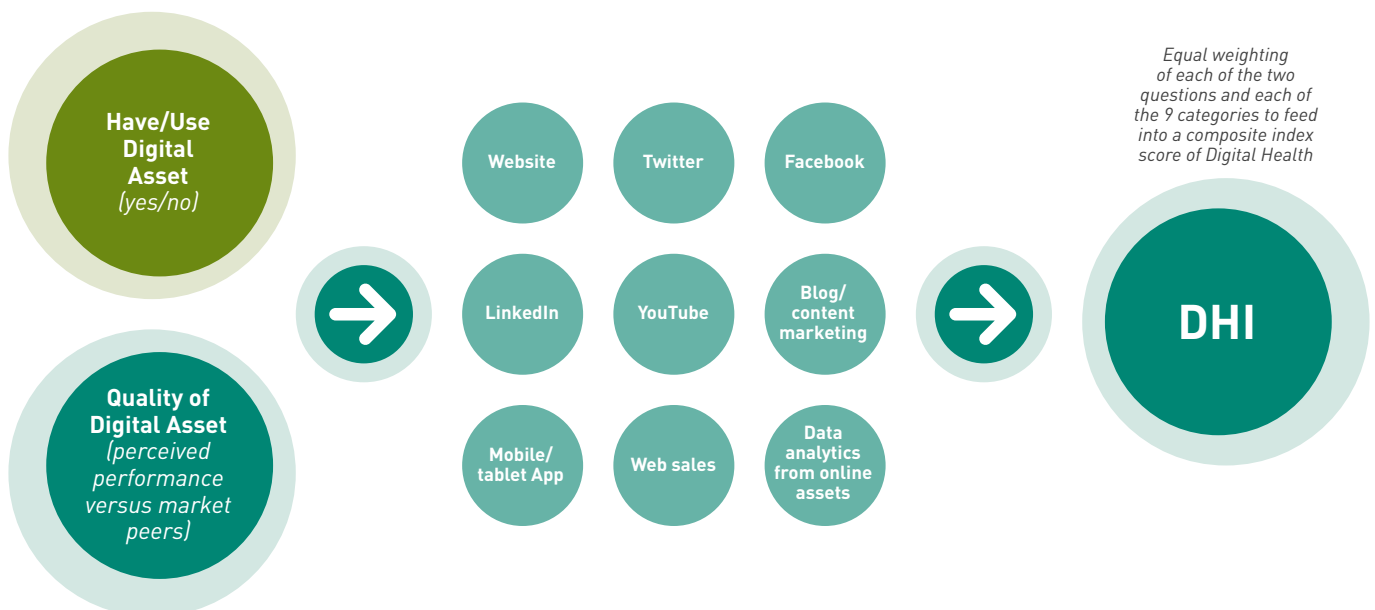 Have/Use
Digital
Asset
(yes/no)
Quality of
Digital Asset
(perceived
performance
versus market
peers)
Website
Twitter
Facebook
LinkedIn
YouTube
Blog/
content
marketing
Mobile/
tablet App
Web sales
Data
analytics
from online
assets
Equal weighting
of each of the two
questions and each of
the 9 categories to feed
into a composite index
score of Digital Health
DHI